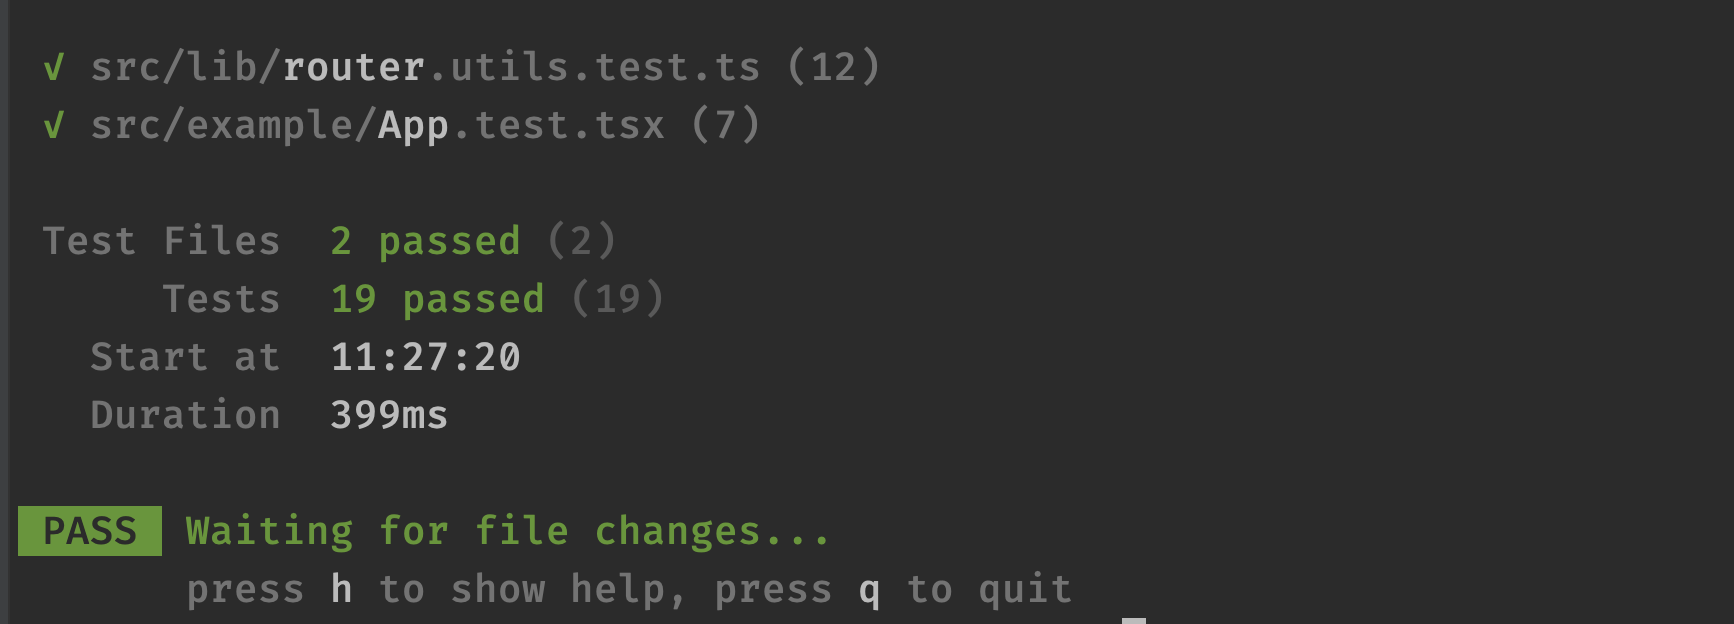 √ src/lib/router.utils.test.ts (12)
√ src/example/App.test.tsx (7)
Test Files 2 passed (2)
Tests 19 passed (19)
Start at 11:27:20
Duration 399ms
PASS Waiting for file changes...
press h to show help, press q to quit